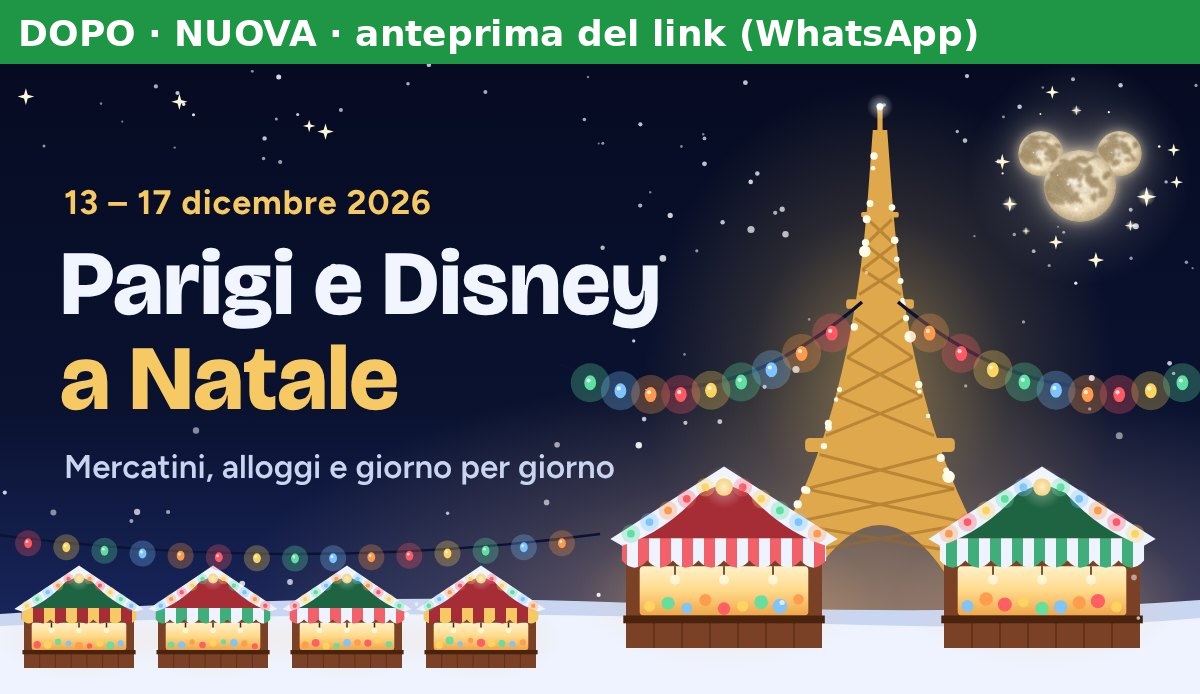 DOPO · NUOVA · anteprima del link (WhatsApp)
13 – 17 dicembre 2026
Parigi e Disney
a Natale
Mercatini, alloggi e giorno per giorno